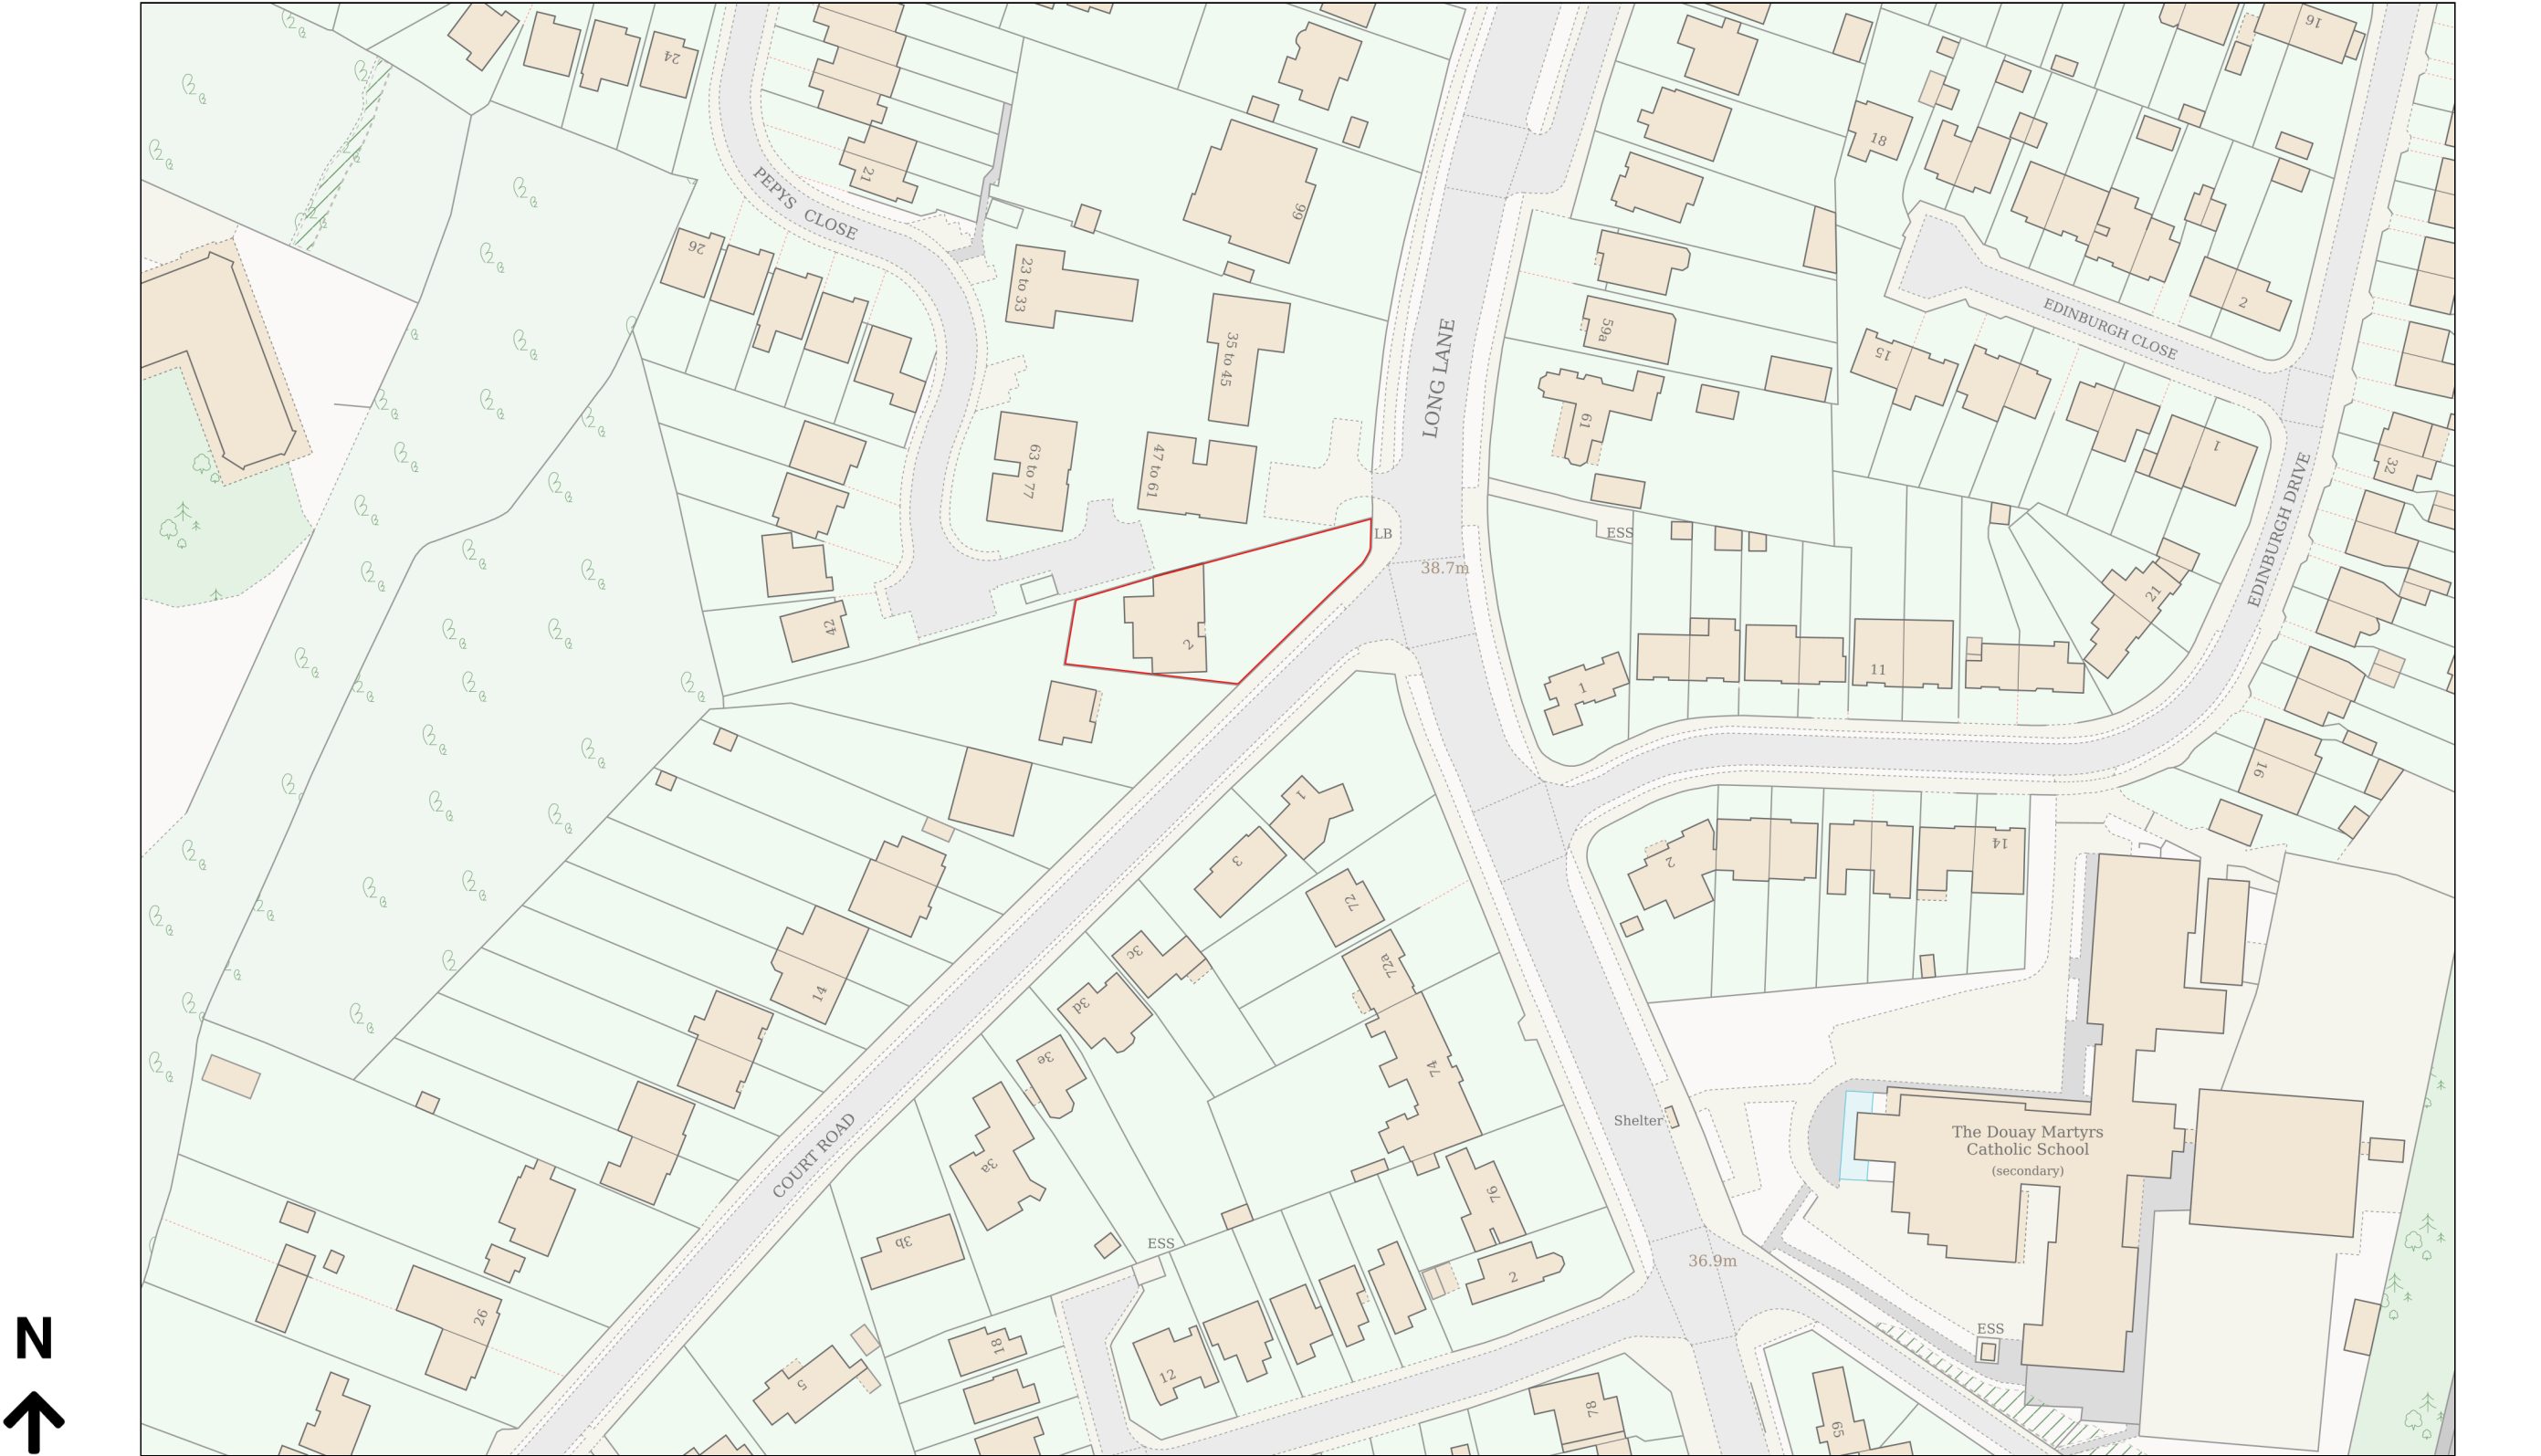 16
24
18
21
PEPYS CLOSE
99
26
23 to 33
EDINBURGH CLOSE
2
59a
35 to 45
15
LONG LANE
61
1
32
63 to 77
47 to 61
EDINBURGH DRIVE
LB
ESS
38.7m
21
42
2
11
1
16
1
3
14
2
72
3c
72a
14
3d
3e
74
Shelter
The Douay Martyrs
Catholic School
(secondary)
COURT ROAD
3a
76
3b
ESS
36.9m
2
26
N
ESS
18
12
5
78
65